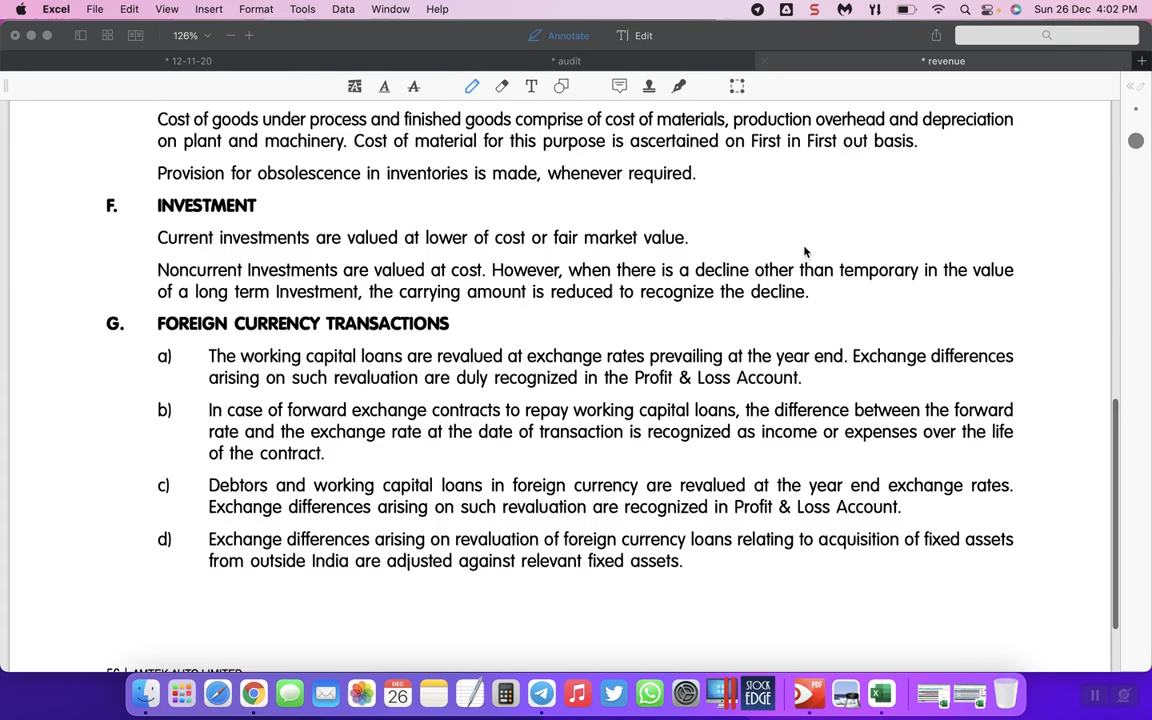 Excel File Edit View Insert Format Tools Data Window Help Sun 26 Dec 4:02 PM
126% Annotate Edit
* 12-11-20 * audit * revenue
Cost of goods under process and finished goods comprise of cost of materials, production overhead and depreciation
on plant and machinery. Cost of material for this purpose is ascertained on First in First out basis.
Provision for obsolescence in inventories is made, whenever required.
F. INVESTMENT
Current investments are valued at lower of cost or fair market value.
Noncurrent Investments are valued at cost. However, when there is a decline other than temporary in the value
of a long term Investment, the carrying amount is reduced to recognize the decline.
G. FOREIGN CURRENCY TRANSACTIONS
a) The working capital loans are revalued at exchange rates prevailing at the year end. Exchange differences
arising on such revaluation are duly recognized in the Profit & Loss Account.
b) In case of forward exchange contracts to repay working capital loans, the difference between the forward
rate and the exchange rate at the date of transaction is recognized as income or expenses over the life
of the contract.
c) Debtors and working capital loans in foreign currency are revalued at the year end exchange rates.
Exchange differences arising on such revaluation are recognized in Profit & Loss Account.
d) Exchange differences arising on revaluation of foreign currency loans relating to acquisition of fixed assets
from outside India are adjusted against relevant fixed assets.
56 | AMTEK AUTO LIMITED
DEC
26
STOCK
EDGE
PDF